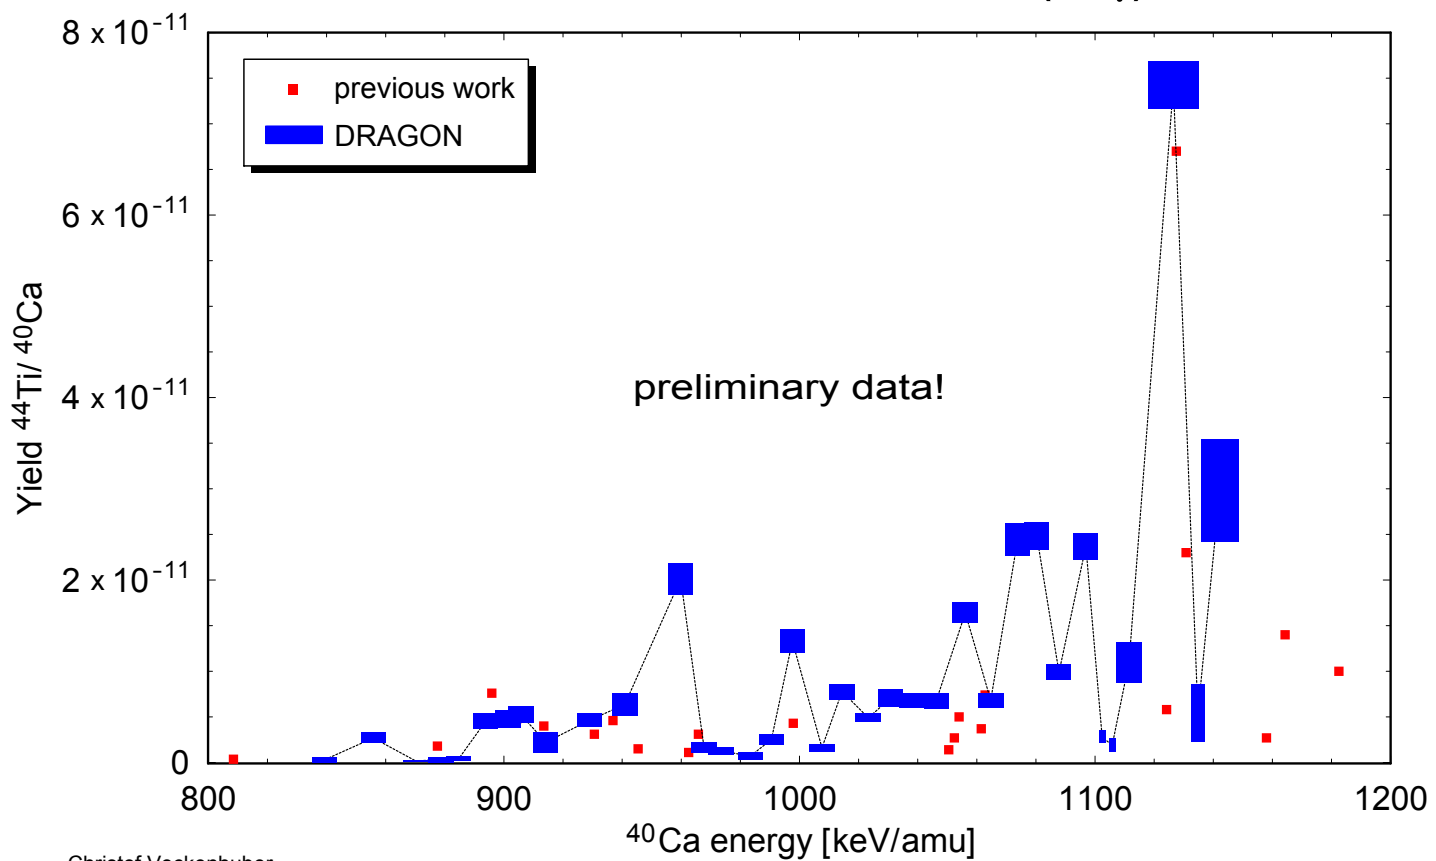 8 x 10⁻¹¹
previous work
DRAGON
6 x 10⁻¹¹
preliminary data!
4 x 10⁻¹¹
Yield ⁴⁴Ti/ ⁴⁰Ca
2 x 10⁻¹¹
0
800 900 1000 1100 1200
⁴⁰Ca energy [keV/amu]